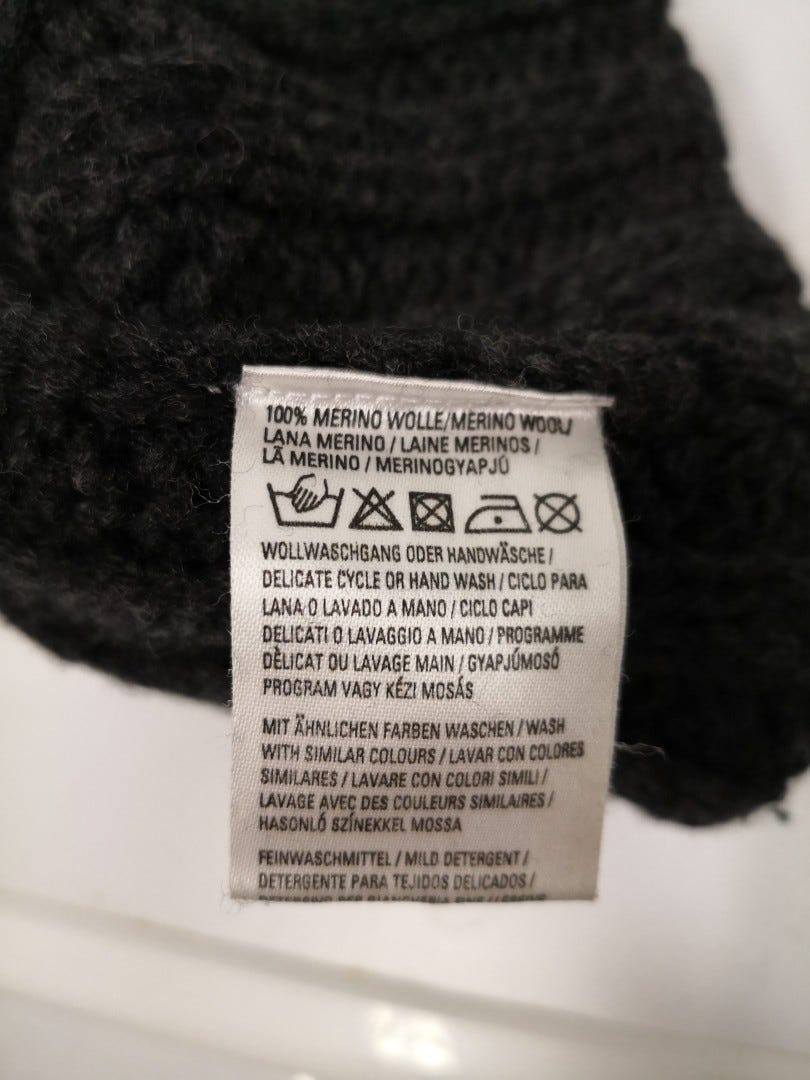 100% MERINO WOLLE/MERINO WOOL/
LANA MERINO / LAINE MERINOS /
LÃ MERINO / MERINOGYAPJÚ
WOLLWASCHGANG ODER HANDWÄSCHE /
DELICATE CYCLE OR HAND WASH / CICLO PARA
LANA O LAVADO A MANO / CICLO CAPI
DELICATI O LAVAGGIO A MANO / PROGRAMME
DÈLICAT OU LAVAGE MAIN / GYAPJÚMOSÓ
PROGRAM VAGY KÉZI MOSÁS
MIT ÄHNLICHEN FARBEN WASCHEN / WASH
WITH SIMILAR COLOURS / LAVAR CON COLORES
SIMILARES / LAVARE CON COLORI SIMILI /
LAVAGE AVEC DES COULEURS SIMILAIRES /
HASONLÓ SZÍNEKKEL MOSSA
FEINWASCHMITTEL / MILD DETERGENT /
DETERGENTE PARA TEJIDOS DELICADOS /